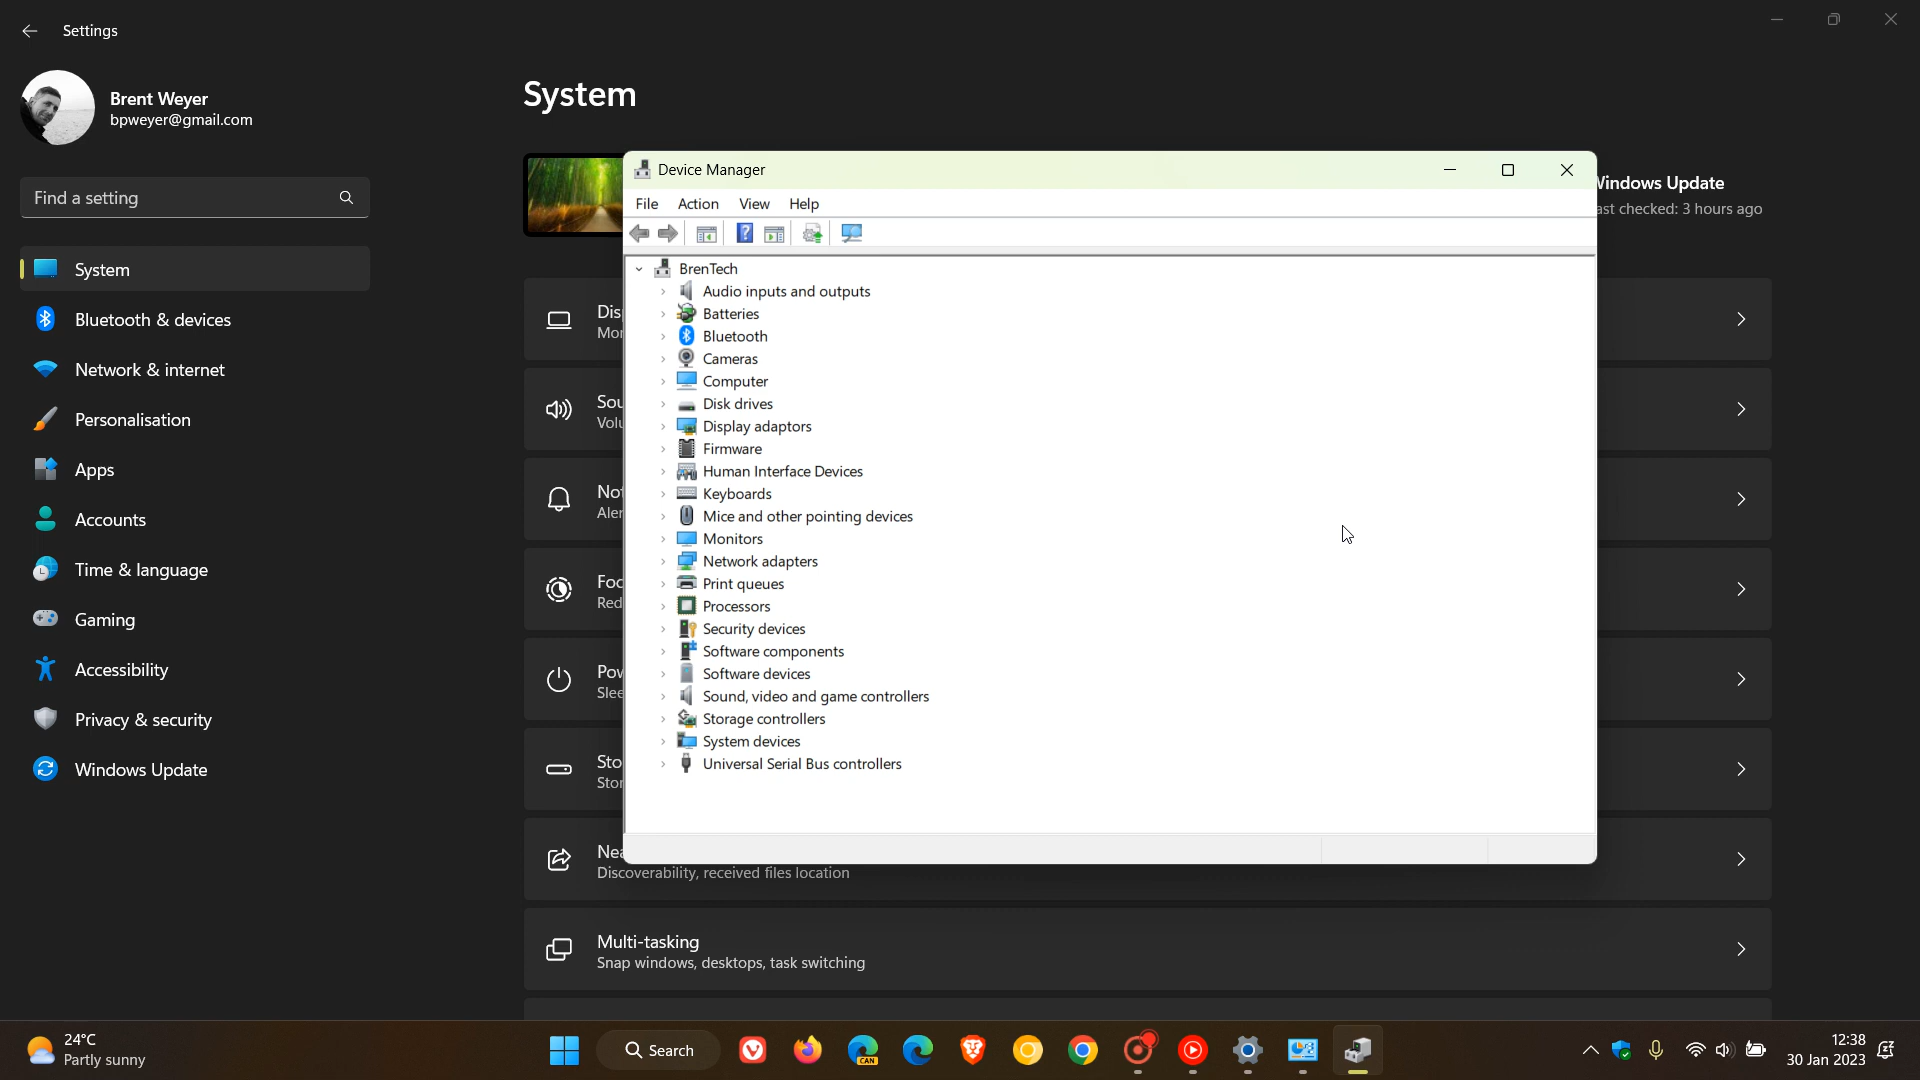 Settings
Brent Weyer
bpweyer@gmail.com
Find a setting
System
Bluetooth & devices
Network & internet
Personalisation
Apps
Accounts
Time & language
Gaming
Accessibility
Privacy & security
Windows Update
System
Windows Update
ast checked: 3 hours ago
Dis
Mor
Sou
Volu
Not
Aler
Foc
Red
Pow
Slee
Sto
Stor
Nea
Discoverability, received files location
Multi-tasking
Snap windows, desktops, task switching
Device Manager
File Action View Help
BrenTech
Audio inputs and outputs
Batteries
Bluetooth
Cameras
Computer
Disk drives
Display adaptors
Firmware
Human Interface Devices
Keyboards
Mice and other pointing devices
Monitors
Network adapters
Print queues
Processors
Security devices
Software components
Software devices
Sound, video and game controllers
Storage controllers
System devices
Universal Serial Bus controllers
24°C
Partly sunny
Search
CAN
12:38
30 Jan 2023